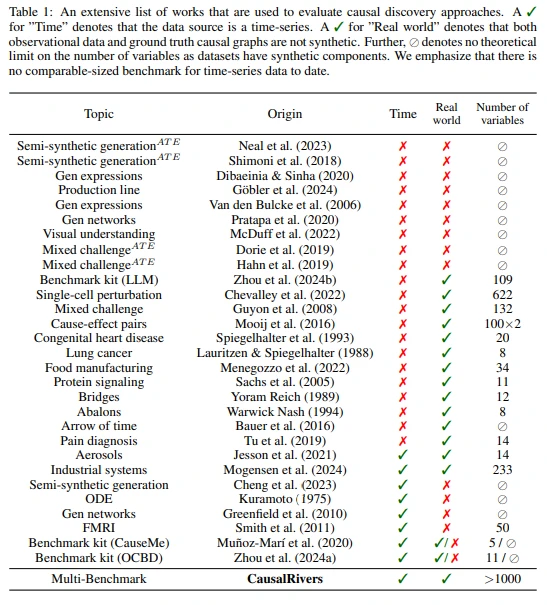 Table 1: An extensive list of works that are used to evaluate causal discovery approaches. A ✓
for "Time" denotes that the data source is a time-series. A ✓ for "Real world" denotes that both
observational data and ground truth causal graphs are not synthetic. Further, ⊘ denotes no theoretical
limit on the number of variables as datasets have synthetic components. We emphasize that there is
no comparable-sized benchmark for time-series data to date.
Topic Origin Time Real world Number of variables
Semi-synthetic generation^ATE Neal et al. (2023) ✗ ✗ ⊘
Semi-synthetic generation^ATE Shimoni et al. (2018) ✗ ✗ ⊘
Gen expressions Dibaeinia & Sinha (2020) ✗ ✗ ⊘
Production line Göbler et al. (2024) ✗ ✗ ⊘
Gen expressions Van den Bulcke et al. (2006) ✗ ✗ ⊘
Gen networks Pratapa et al. (2020) ✗ ✗ ⊘
Visual understanding McDuff et al. (2022) ✗ ✗ ⊘
Mixed challenge^ATE Dorie et al. (2019) ✗ ✗ ⊘
Mixed challenge^ATE Hahn et al. (2019) ✗ ✗ ⊘
Benchmark kit (LLM) Zhou et al. (2024b) ✗ ✓ 109
Single-cell perturbation Chevalley et al. (2022) ✗ ✓ 622
Mixed challenge Guyon et al. (2008) ✗ ✓ 132
Cause-effect pairs Mooij et al. (2016) ✗ ✓ 100×2
Congenital heart disease Spiegelhalter et al. (1993) ✗ ✓ 20
Lung cancer Lauritzen & Spiegelhalter (1988) ✗ ✓ 8
Food manufacturing Menegozzo et al. (2022) ✗ ✓ 34
Protein signaling Sachs et al. (2005) ✗ ✓ 11
Bridges Yoram Reich (1989) ✗ ✓ 12
Abalons Warwick Nash (1994) ✗ ✓ 8
Arrow of time Bauer et al. (2016) ✗ ✓ ⊘
Pain diagnosis Tu et al. (2019) ✗ ✓ 14
Aerosols Jesson et al. (2021) ✓ ✓ 14
Industrial systems Mogensen et al. (2024) ✓ ✓ 233
Semi-synthetic generation Cheng et al. (2023) ✓ ✗ ⊘
ODE Kuramoto (1975) ✓ ✗ ⊘
Gen networks Greenfield et al. (2010) ✓ ✗ ⊘
FMRI Smith et al. (2011) ✓ ✗ 50
Benchmark kit (CauseMe) Muñoz-Marí et al. (2020) ✓ ✓/✗ 5 / ⊘
Benchmark kit (OCBD) Zhou et al. (2024a) ✓ ✓/✗ 11 / ⊘
Multi-Benchmark CausalRivers ✓ ✓ >1000